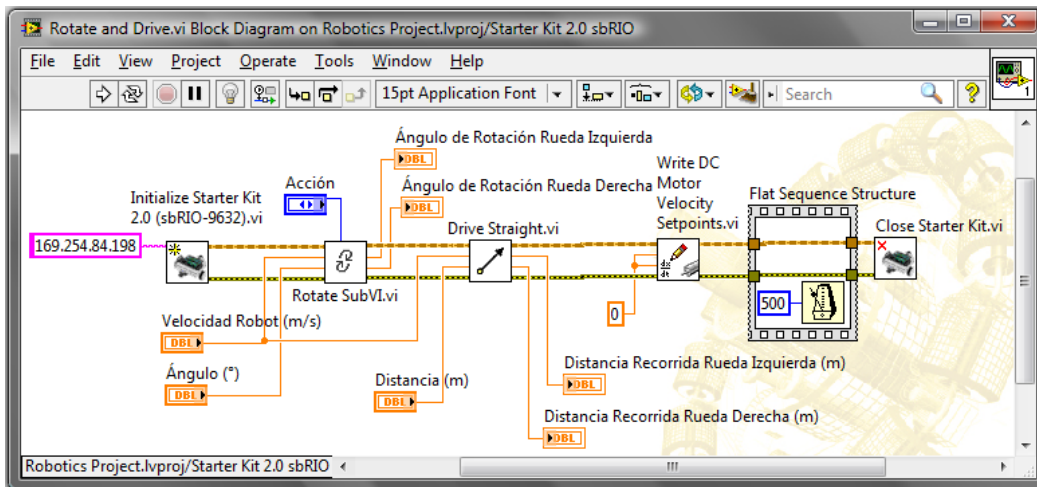 Rotate and Drive.vi Block Diagram on Robotics Project.lvproj/Starter Kit 2.0 sbRIO
File Edit View Project Operate Tools Window Help
15pt Application Font
Search
1
Ángulo de Rotación Rueda Izquierda
DBL
Acción
Ángulo de Rotación Rueda Derecha
DBL
Initialize Starter Kit
2.0 (sbRIO-9632).vi
169.254.84.198
Rotate SubVI.vi
Drive Straight.vi
Write DC
Motor
Velocity
Setpoints.vi
dx
dt
Flat Sequence Structure
500
Close Starter Kit.vi
Velocidad Robot (m/s)
DBL
0
Ángulo (°)
DBL
Distancia (m)
DBL
Distancia Recorrida Rueda Izquierda (m)
DBL
Distancia Recorrida Rueda Derecha (m)
DBL
Robotics Project.lvproj/Starter Kit 2.0 sbRIO